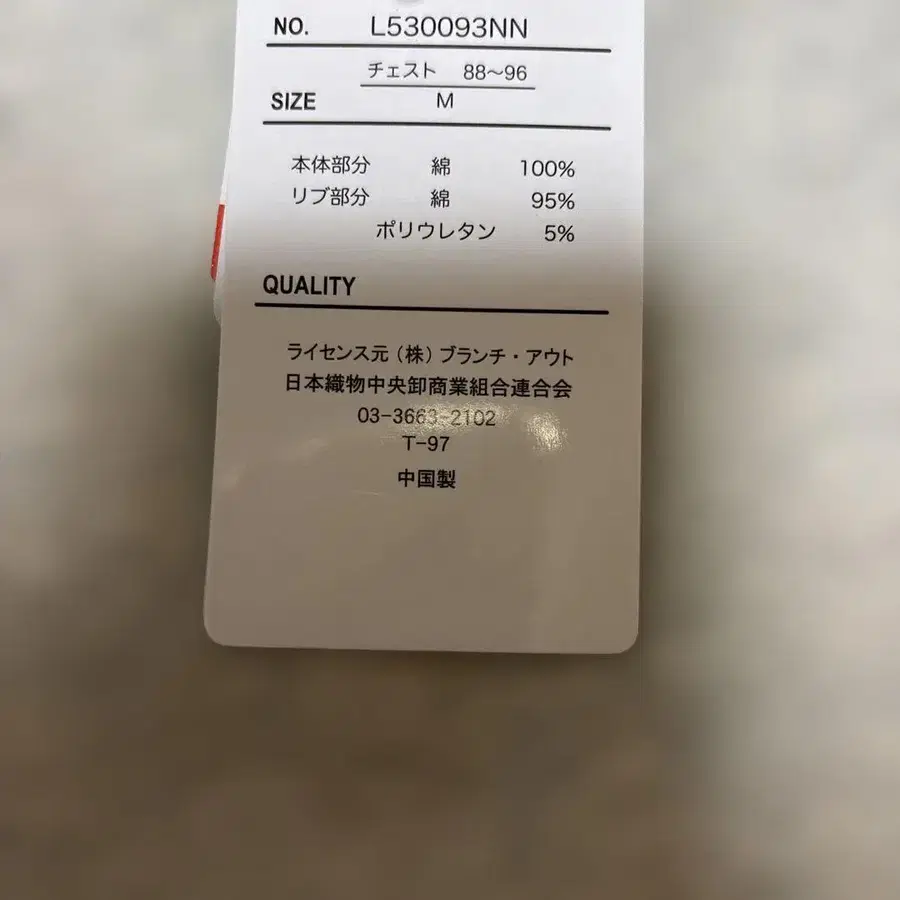 NO. L530093NN
チェスト 88〜96
SIZE M
本体部分 綿 100%
リブ部分 綿 95%
ポリウレタン 5%
QUALITY
ライセンス元（株）ブランチ・アウト
日本織物中央卸商業組合連合会
03-3663-2102
T-97
中国製